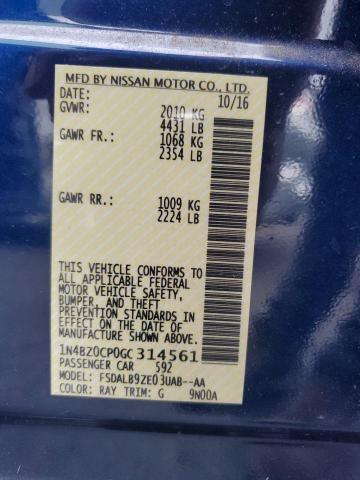 MFD BY NISSAN MOTOR CO., LTD.
DATE: 10/16
GVWR: 2010 KG
4431 LB
GAWR FR.: 1068 KG
2354 LB
GAWR RR.: 1009 KG
2224 LB
THIS VEHICLE CONFORMS TO
ALL APPLICABLE FEDERAL
MOTOR VEHICLE SAFETY,
BUMPER, AND THEFT
PREVENTION STANDARDS IN
EFFECT ON THE DATE OF
MANUFACTURE SHOWN ABOVE.
1N4BZ0CP0GC 314561
PASSENGER CAR 592
MODEL: FSDALB9ZE03UAB--AA
COLOR: RAY TRIM: G 9N00A